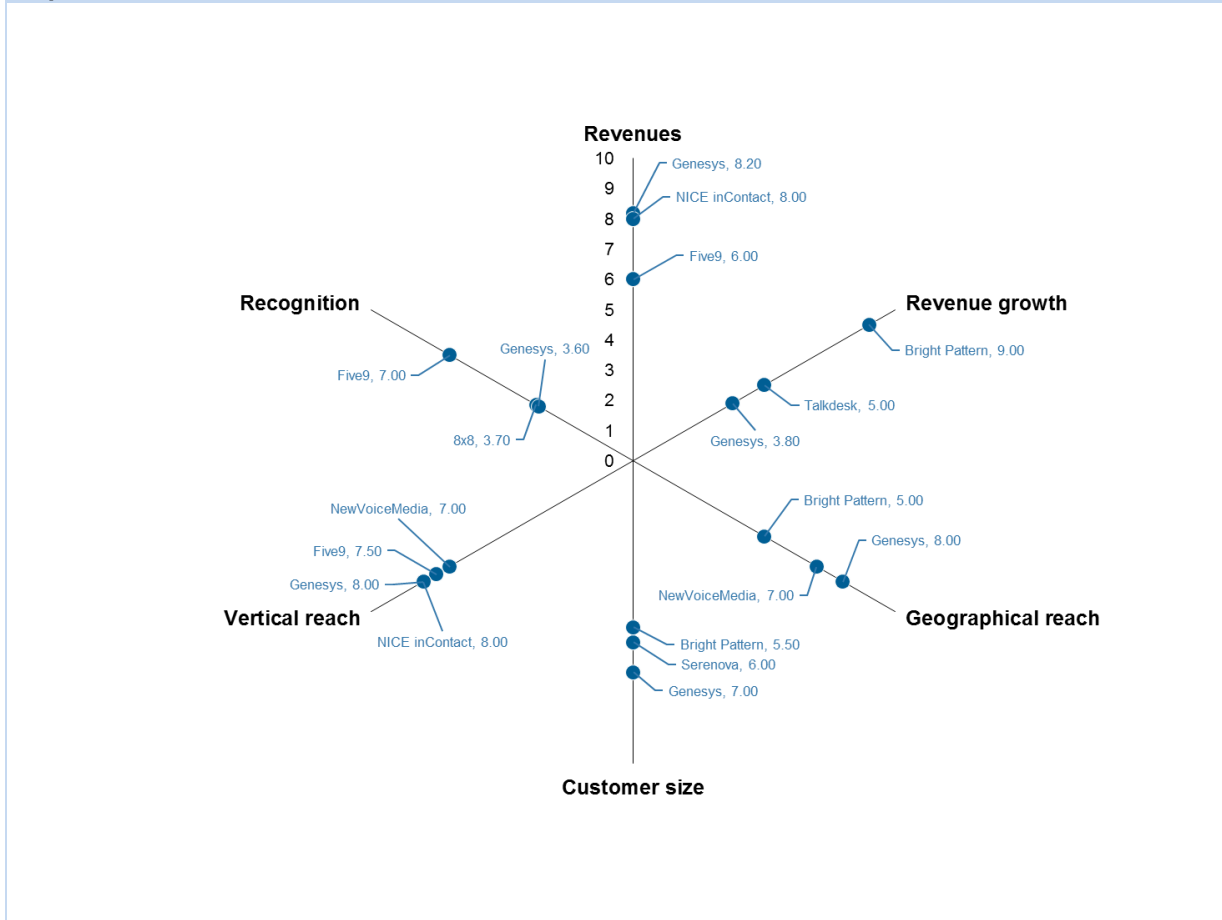 Revenues
10
Genesys, 8.20
9
NICE inContact, 8.00
8
7
Five9, 6.00
6
Recognition
Revenue growth
5
Genesys, 3.60
4
Bright Pattern, 9.00
Five9, 7.00
3
Talkdesk, 5.00
2
8x8, 3.70
1
Genesys, 3.80
0
NewVoiceMedia, 7.00
Bright Pattern, 5.00
Five9, 7.50
Genesys, 8.00
Genesys, 8.00
NewVoiceMedia, 7.00
Vertical reach
Geographical reach
NICE inContact, 8.00
Bright Pattern, 5.50
Serenova, 6.00
Genesys, 7.00
Customer size